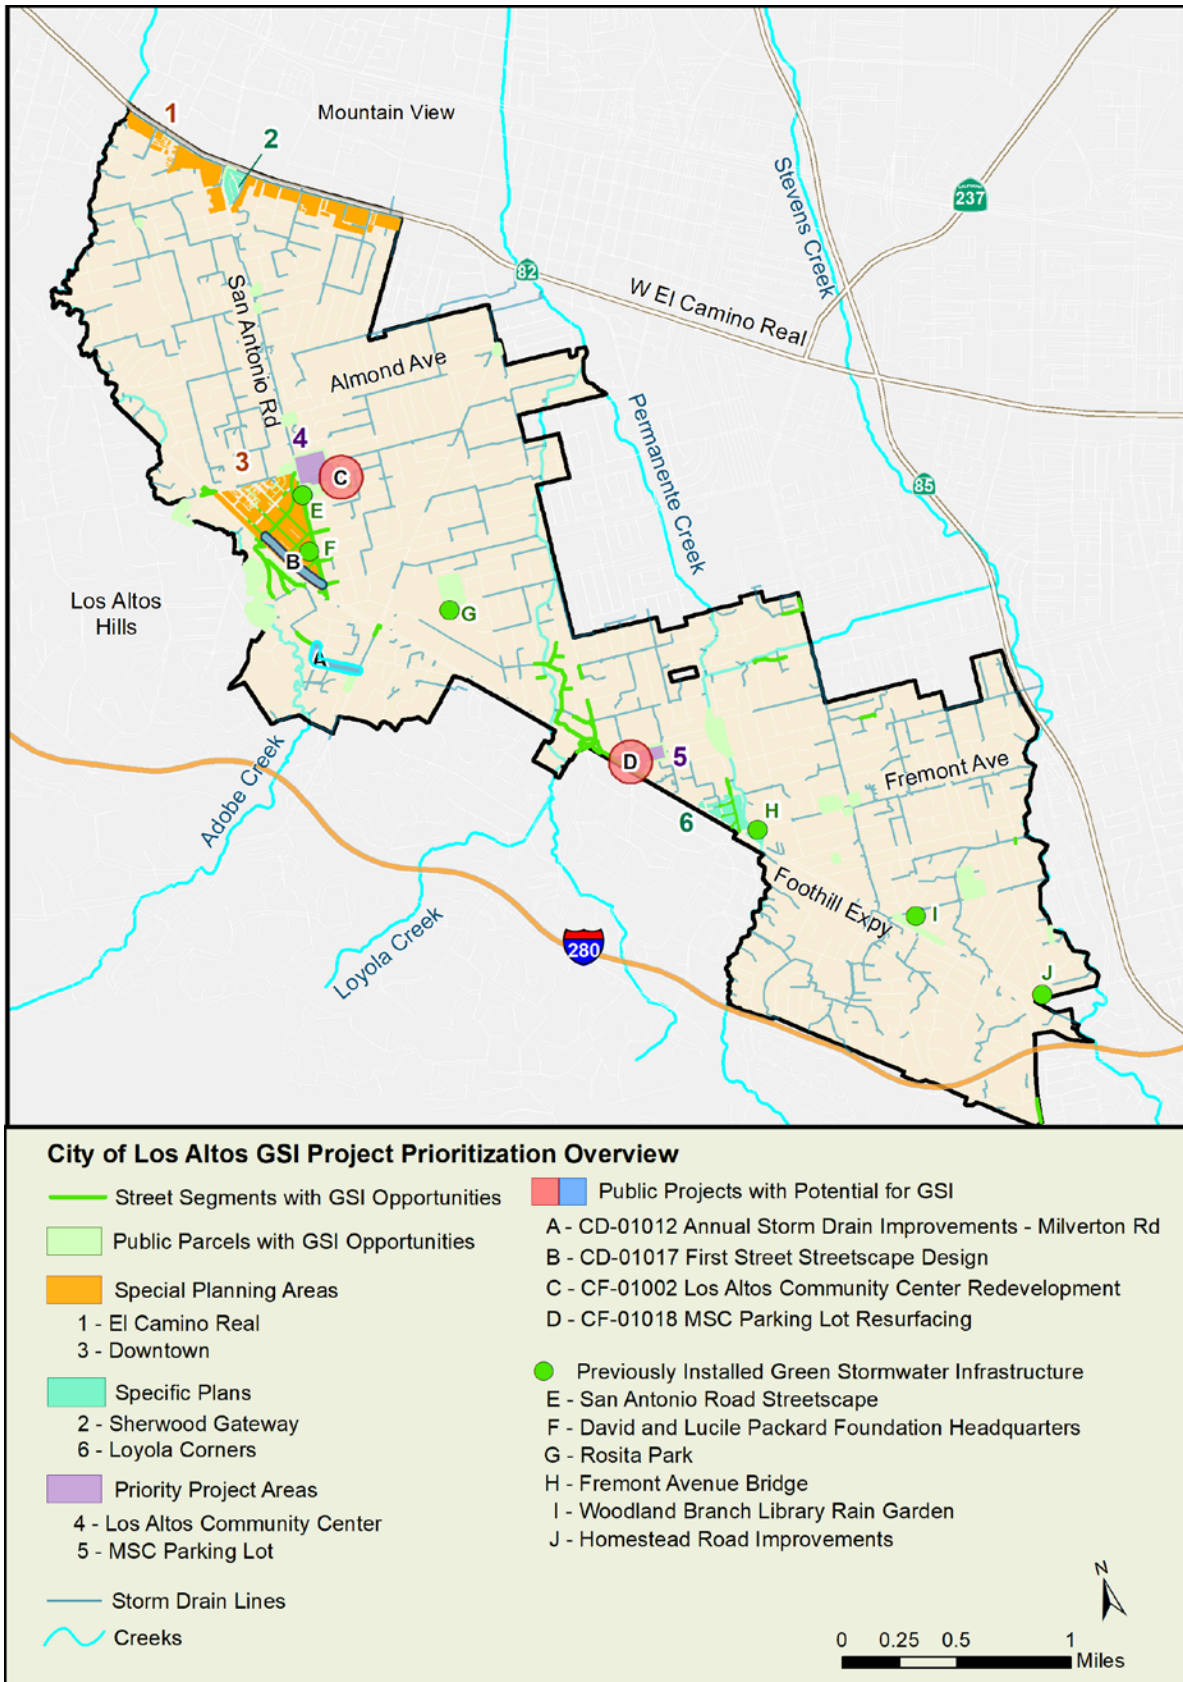 1
Mountain View
2
Stevens Creek
CALIFORNIA
237
82
W El Camino Real
San Antonio Rd
Almond Ave
Permanente Creek
4
3
C
85
E
F
B
Los Altos
Hills
G
A
D
5
Adobe Creek
Fremont Ave
6
H
Foothill Expy
Loyola Creek
280
I
J
City of Los Altos GSI Project Prioritization Overview
Street Segments with GSI Opportunities
Public Parcels with GSI Opportunities
Special Planning Areas
1 - El Camino Real
3 - Downtown
Specific Plans
2 - Sherwood Gateway
6 - Loyola Corners
Priority Project Areas
4 - Los Altos Community Center
5 - MSC Parking Lot
Storm Drain Lines
Creeks
Public Projects with Potential for GSI
A - CD-01012 Annual Storm Drain Improvements - Milverton Rd
B - CD-01017 First Street Streetscape Design
C - CF-01002 Los Altos Community Center Redevelopment
D - CF-01018 MSC Parking Lot Resurfacing
Previously Installed Green Stormwater Infrastructure
E - San Antonio Road Streetscape
F - David and Lucile Packard Foundation Headquarters
G - Rosita Park
H - Fremont Avenue Bridge
I - Woodland Branch Library Rain Garden
J - Homestead Road Improvements
N
0 0.25 0.5 1
Miles